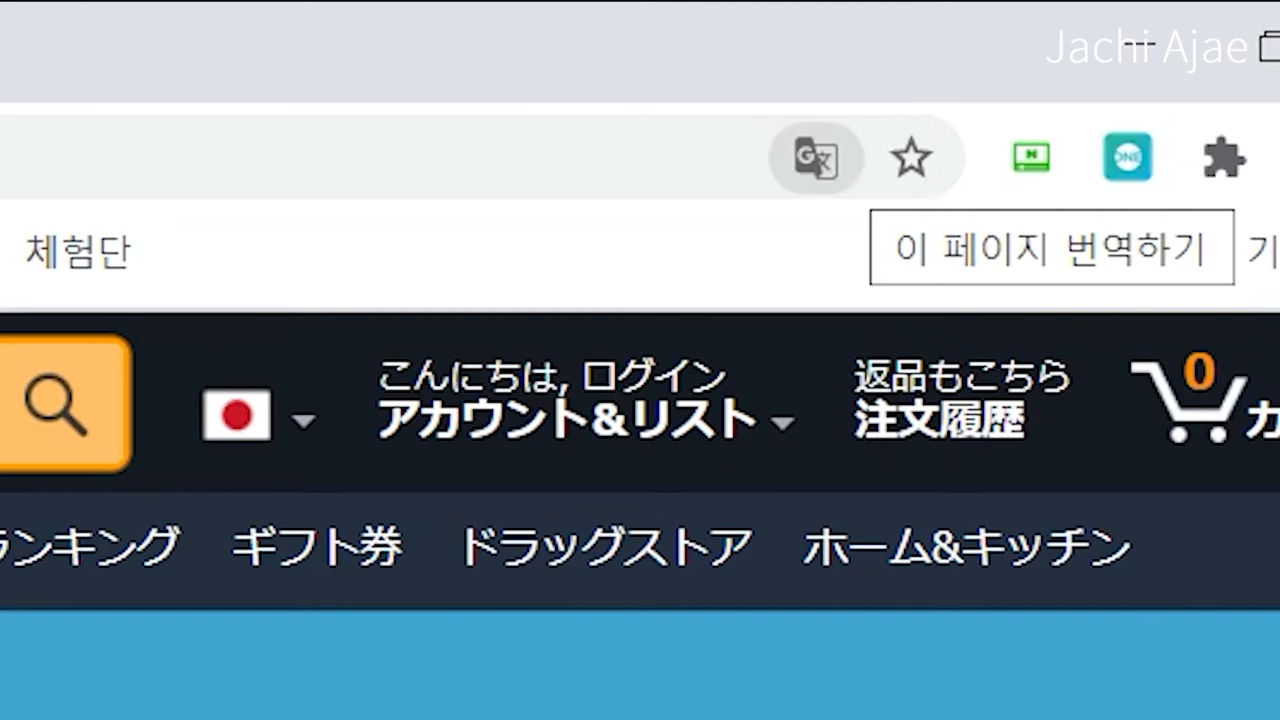 Jachi Ajae
N
ONE
체험단
이 페이지 번역하기
기
こんにちは, ログイン
アカウント&リスト
返品もこちら
注文履歴
0
カ
ランキング
ギフト券
ドラッグストア
ホーム&キッチン